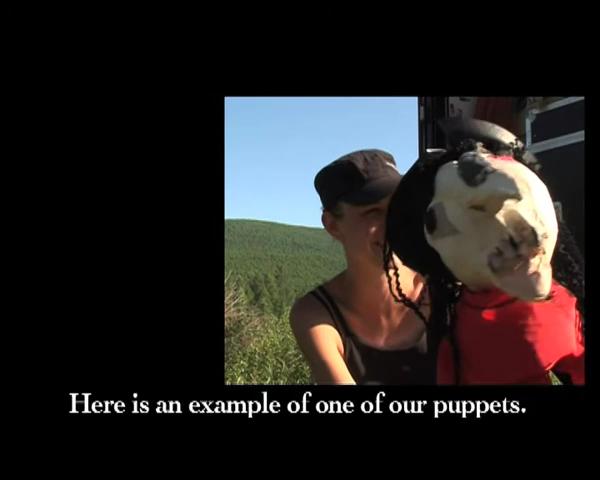 Here is an example of one of our puppets.